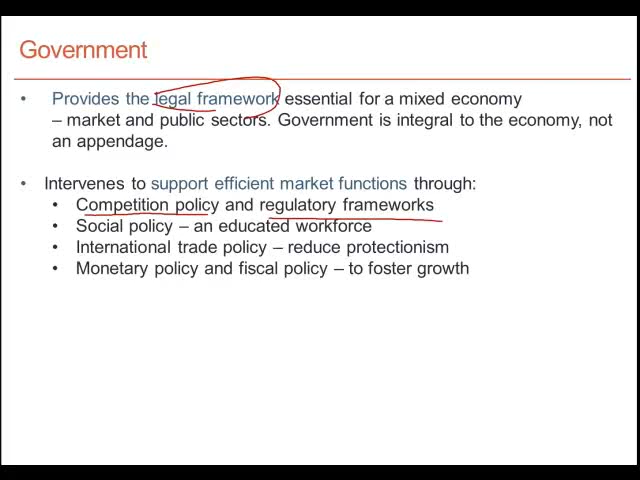 Government
• Provides the legal framework essential for a mixed economy
– market and public sectors. Government is integral to the economy, not
an appendage.
• Intervenes to support efficient market functions through:
• Competition policy and regulatory frameworks
• Social policy – an educated workforce
• International trade policy – reduce protectionism
• Monetary policy and fiscal policy – to foster growth